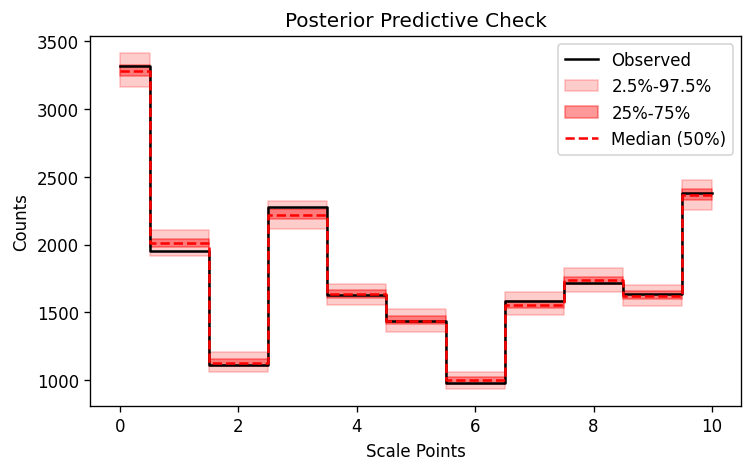 Posterior Predictive Check
3500
3000
2500
2000
1500
1000
Counts
Observed
2.5%-97.5%
25%-75%
Median (50%)
0
2
4
6
8
10
Scale Points